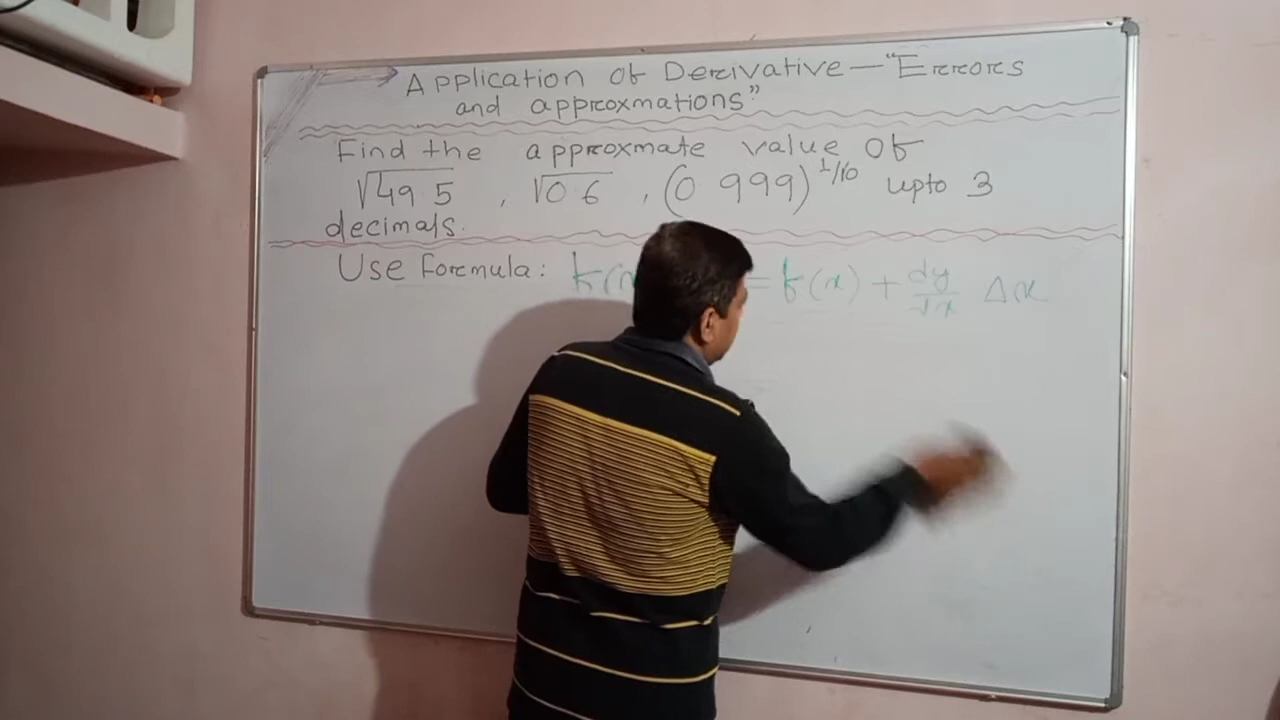 Application of Derivative - "Errors
and approxmations"
Find the approxmate value of
√49 5 , √0 6 , (0 999)^1/10 upto 3
decimals.
Use Formula: f(x = f(x) + dy/dx Δx